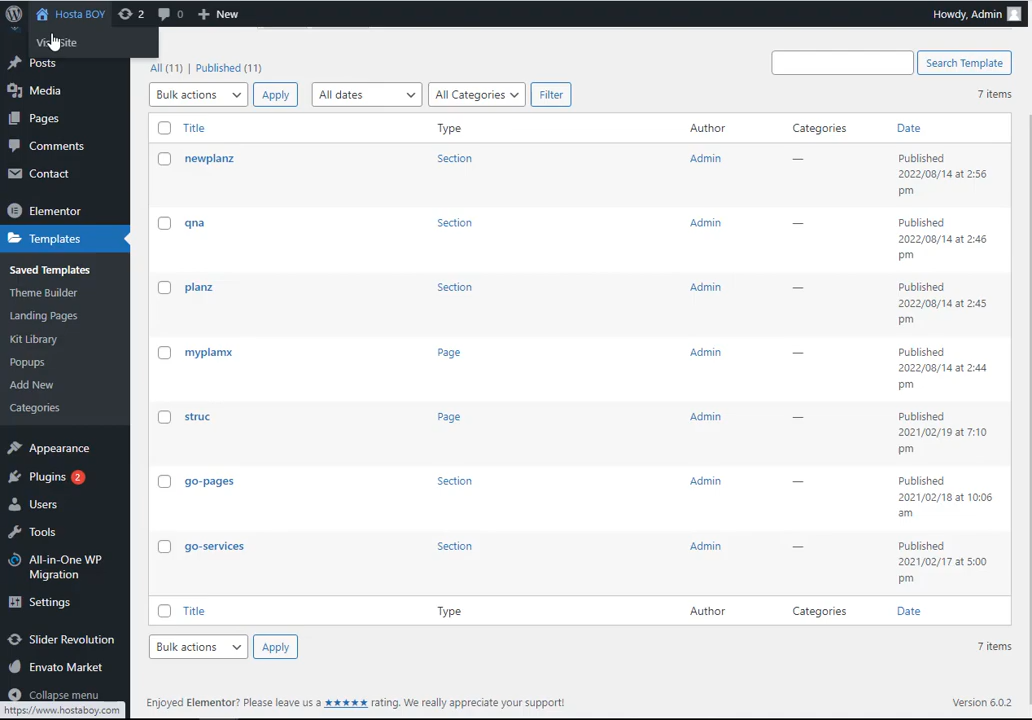 Hosta BOY 2 0 + New Howdy, Admin
Visit Site
Posts
Media
Pages
Comments
Contact
Elementor
Templates
Saved Templates
Theme Builder
Landing Pages
Kit Library
Popups
Add New
Categories
Appearance
Plugins 2
Users
Tools
All-in-One WP
Migration
Settings
Slider Revolution
Envato Market
Collapse menu
https://www.hostaboy.com
All (11) | Published (11)
Search Template
Bulk actions Apply All dates All Categories Filter 7 items
Title Type Author Categories Date
newplanz Section Admin — Published
2022/08/14 at 2:56
pm
qna Section Admin — Published
2022/08/14 at 2:46
pm
planz Section Admin — Published
2022/08/14 at 2:45
pm
myplamx Page Admin — Published
2022/08/14 at 2:44
pm
struc Page Admin — Published
2021/02/19 at 7:10
pm
go-pages Section Admin — Published
2021/02/18 at 10:06
am
go-services Section Admin — Published
2021/02/17 at 5:00
pm
Title Type Author Categories Date
Bulk actions Apply 7 items
Enjoyed Elementor? Please leave us a ★★★★★ rating. We really appreciate your support! Version 6.0.2